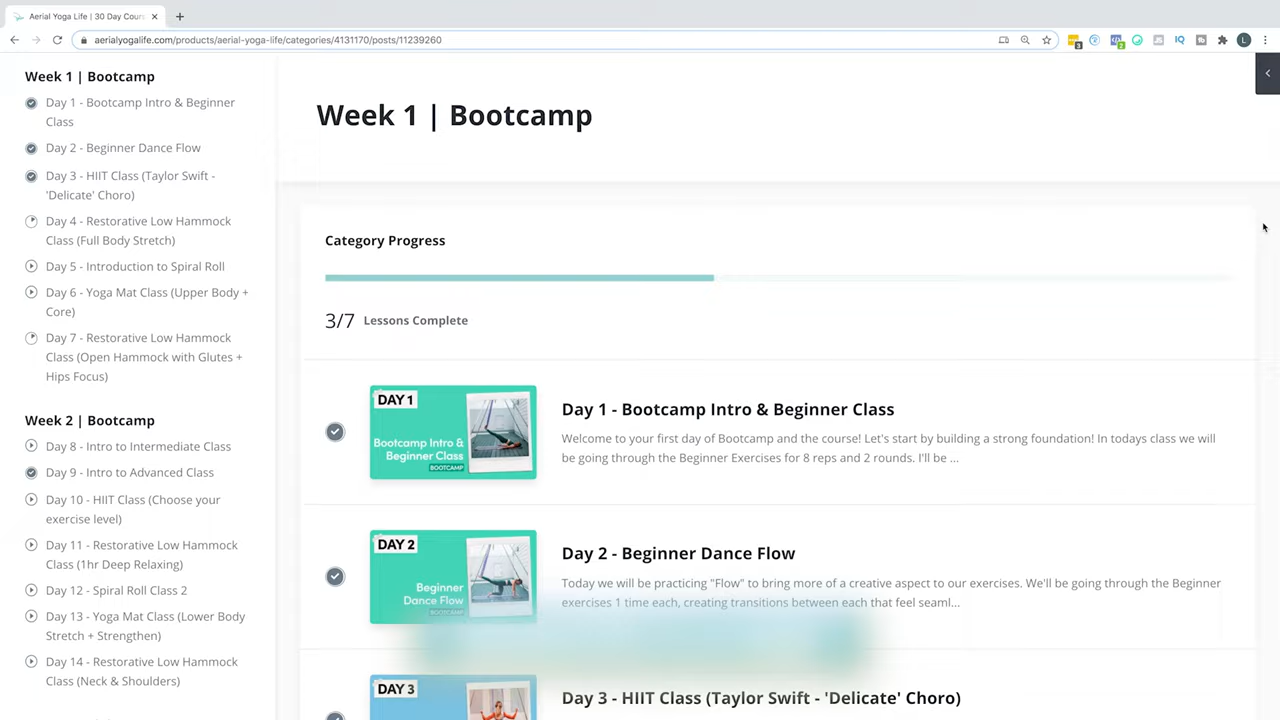 Aerial Yoga Life | 30 Day Cour
aerialyogalife.com/products/aerial-yoga-life/categories/4131170/posts/11239260
Week 1 | Bootcamp
Day 1 - Bootcamp Intro & Beginner
Class
Day 2 - Beginner Dance Flow
Day 3 - HIIT Class (Taylor Swift -
'Delicate' Choro)
Day 4 - Restorative Low Hammock
Class (Full Body Stretch)
Day 5 - Introduction to Spiral Roll
Day 6 - Yoga Mat Class (Upper Body +
Core)
Day 7 - Restorative Low Hammock
Class (Open Hammock with Glutes +
Hips Focus)
Week 2 | Bootcamp
Day 8 - Intro to Intermediate Class
Day 9 - Intro to Advanced Class
Day 10 - HIIT Class (Choose your
exercise level)
Day 11 - Restorative Low Hammock
Class (1hr Deep Relaxing)
Day 12 - Spiral Roll Class 2
Day 13 - Yoga Mat Class (Lower Body
Stretch + Strengthen)
Day 14 - Restorative Low Hammock
Class (Neck & Shoulders)
Week 1 | Bootcamp
Category Progress
3/7 Lessons Complete
DAY 1
Bootcamp Intro &
Beginner Class
BOOTCAMP
Day 1 - Bootcamp Intro & Beginner Class
Welcome to your first day of Bootcamp and the course! Let's start by building a strong foundation! In todays class we will
be going through the Beginner Exercises for 8 reps and 2 rounds. I'll be ...
DAY 2
Beginner
Dance Flow
BOOTCAMP
Day 2 - Beginner Dance Flow
Today we will be practicing "Flow" to bring more of a creative aspect to our exercises. We'll be going through the Beginner
exercises 1 time each, creating transitions between each that feel seaml...
DAY 3
Day 3 - HIIT Class (Taylor Swift - 'Delicate' Choro)